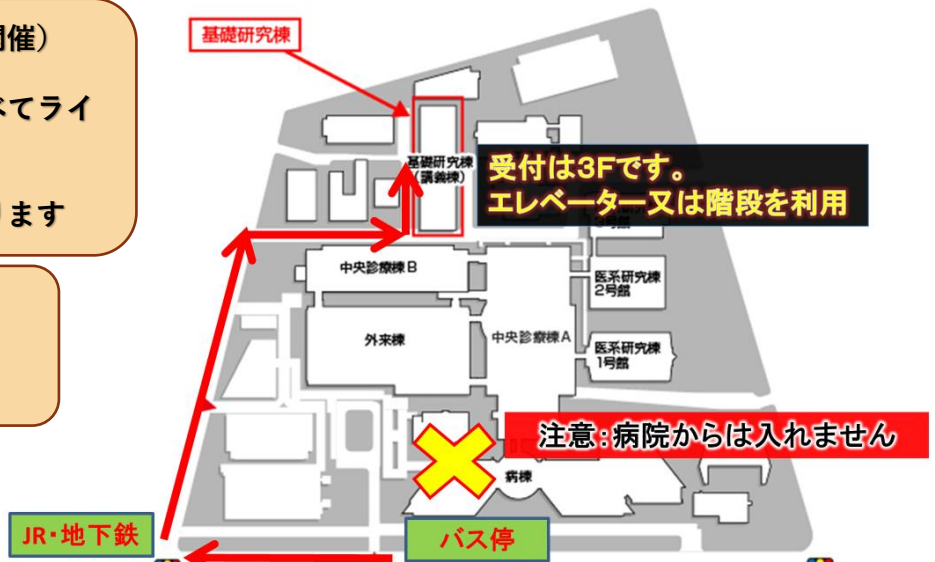 開催）
べてライ
ります
基礎研究棟
基礎研究棟
（講義棟）
受付は3Fです。
エレベーター又は階段を利用
3号館
中央診療棟B
医系研究棟
2号館
外来棟
中央診療棟A
医系研究棟
1号館
注意：病院からは入れません
病棟
JR・地下鉄
バス停